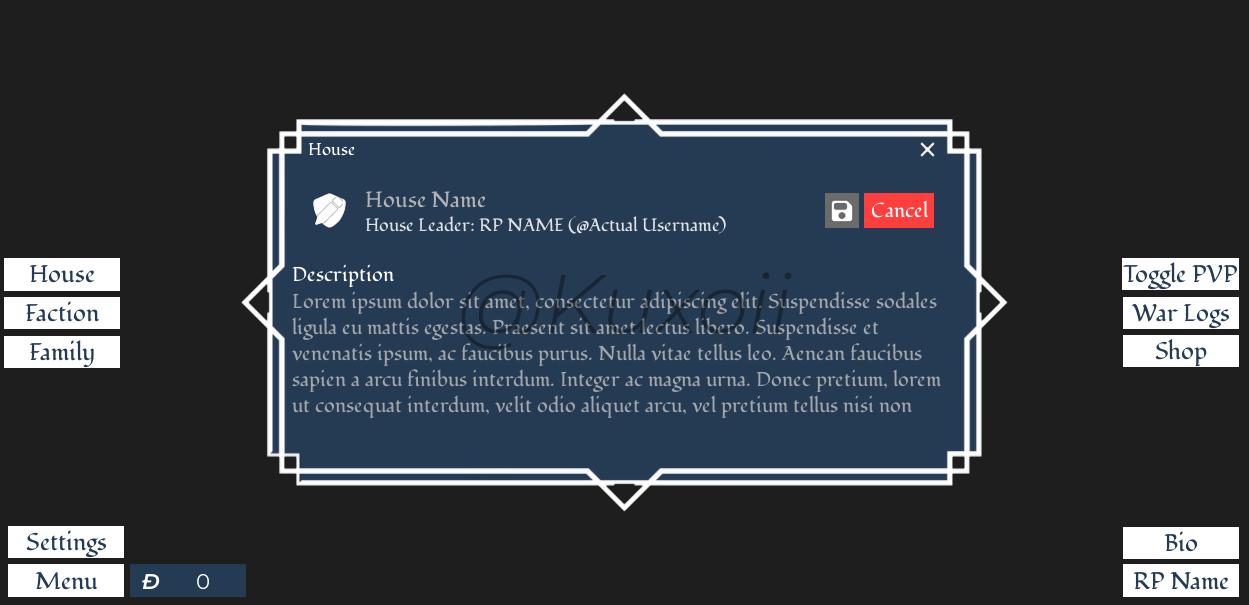 House
House Name
House Leader: RP NAME (@Actual Username)
Cancel
Description
Lorem ipsum dolor sit amet, consectetur adipiscing elit. Suspendisse sodales
ligula eu mattis egestas. Praesent sit amet lectus libero. Suspendisse et
venenatis ipsum, ac faucibus purus. Nulla vitae tellus leo. Aenean faucibus
sapien a arcu finibus interdum. Integer ac magna urna. Donec pretium, lorem
ut consequat interdum, velit odio aliquet arcu, vel pretium tellus nisi non
@Kuxoji
House
Faction
Family
Toggle PVP
War Logs
Shop
Settings
Menu
Đ 0
Bio
RP Name